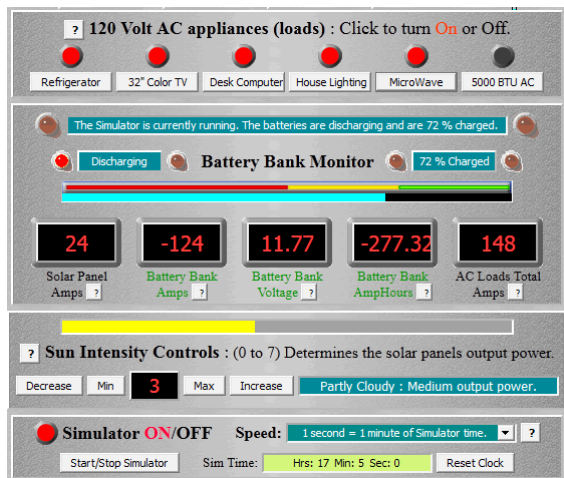 ? 120 Volt AC appliances (loads) : Click to turn On or Off.
Refrigerator 32" Color TV Desk Computer House Lighting MicroWave 5000 BTU AC
The Simulator is currently running. The batteries are discharging and are 72 % charged.
Discharging Battery Bank Monitor 72 % Charged
24 -124 11.77 -277.32 148
Solar Panel Battery Bank Battery Bank Battery Bank AC Loads Total
Amps ? Amps ? Voltage ? AmpHours ? Amps ?
? Sun Intensity Controls : (0 to 7) Determines the solar panels output power.
Decrease Min 3 Max Increase Partly Cloudy : Medium output power.
Simulator ON/OFF Speed: 1 second = 1 minute of Simulator time. ?
Start/Stop Simulator Sim Time: Hrs: 17 Min: 5 Sec: 0 Reset Clock